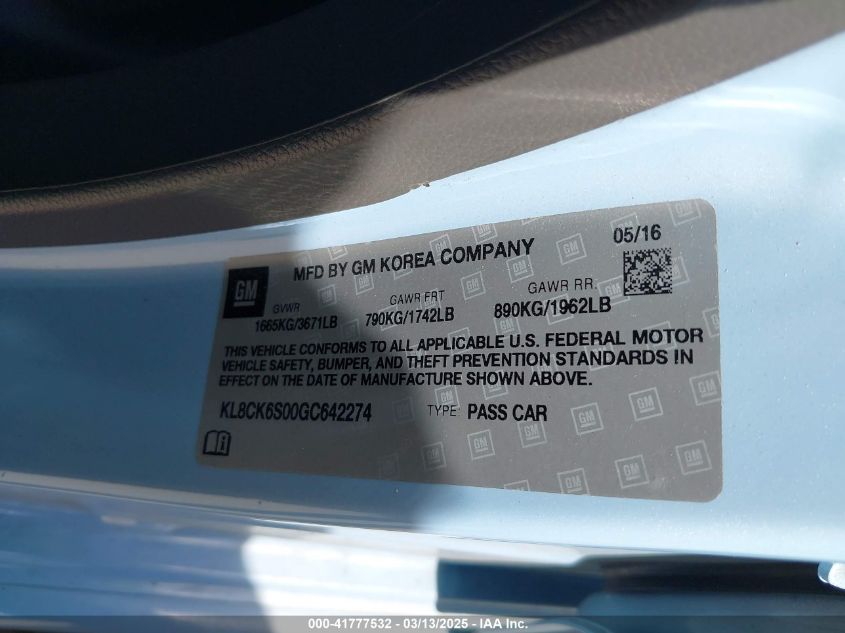 MFD BY GM KOREA COMPANY
05/16
GM
GVWR
GAWR FRT
GAWR RR
1665KG/3671LB
790KG/1742LB
890KG/1962LB
THIS VEHICLE CONFORMS TO ALL APPLICABLE U.S. FEDERAL MOTOR
VEHICLE SAFETY, BUMPER, AND THEFT PREVENTION STANDARDS IN
EFFECT ON THE DATE OF MANUFACTURE SHOWN ABOVE.
KL8CK6S00GC642274
TYPE: PASS CAR
000-41777532 - 03/13/2025 - IAA Inc.